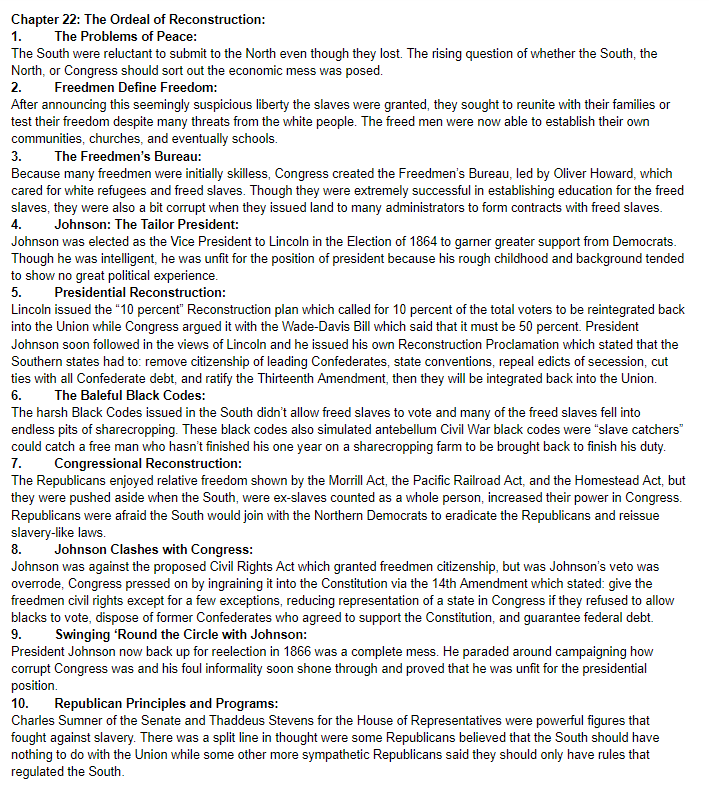 Chapter 22: The Ordeal of Reconstruction:
1. The Problems of Peace:
The South were reluctant to submit to the North even though they lost. The rising question of whether the South, the
North, or Congress should sort out the economic mess was posed.
2. Freedmen Define Freedom:
After announcing this seemingly suspicious liberty the slaves were granted, they sought to reunite with their families or
test their freedom despite many threats from the white people. The freed men were now able to establish their own
communities, churches, and eventually schools.
3. The Freedmen's Bureau:
Because many freedmen were initially skilless, Congress created the Freedmen's Bureau, led by Oliver Howard, which
cared for white refugees and freed slaves. Though they were extremely successful in establishing education for the freed
slaves, they were also a bit corrupt when they issued land to many administrators to form contracts with freed slaves.
4. Johnson: The Tailor President:
Johnson was elected as the Vice President to Lincoln in the Election of 1864 to garner greater support from Democrats.
Though he was intelligent, he was unfit for the position of president because his rough childhood and background tended
to show no great political experience.
5. Presidential Reconstruction:
Lincoln issued the “10 percent” Reconstruction plan which called for 10 percent of the total voters to be reintegrated back
into the Union while Congress argued it with the Wade-Davis Bill which said that it must be 50 percent. President
Johnson soon followed in the views of Lincoln and he issued his own Reconstruction Proclamation which stated that the
Southern states had to: remove citizenship of leading Confederates, state conventions, repeal edicts of secession, cut
ties with all Confederate debt, and ratify the Thirteenth Amendment, then they will be integrated back into the Union.
6. The Baleful Black Codes:
The harsh Black Codes issued in the South didn't allow freed slaves to vote and many of the freed slaves fell into
endless pits of sharecropping. These black codes also simulated antebellum Civil War black codes were “slave catchers”
could catch a free man who hasn't finished his one year on a sharecropping farm to be brought back to finish his duty.
7. Congressional Reconstruction:
The Republicans enjoyed relative freedom shown by the Morrill Act, the Pacific Railroad Act, and the Homestead Act, but
they were pushed aside when the South, were ex-slaves counted as a whole person, increased their power in Congress.
Republicans were afraid the South would join with the Northern Democrats to eradicate the Republicans and reissue
slavery-like laws.
8. Johnson Clashes with Congress:
Johnson was against the proposed Civil Rights Act which granted freedmen citizenship, but was Johnson's veto was
overrode, Congress pressed on by ingraining it into the Constitution via the 14th Amendment which stated: give the
freedmen civil rights except for a few exceptions, reducing representation of a state in Congress if they refused to allow
blacks to vote, dispose of former Confederates who agreed to support the Constitution, and guarantee federal debt.
9. Swinging ‘Round the Circle with Johnson:
President Johnson now back up for reelection in 1866 was a complete mess. He paraded around campaigning how
corrupt Congress was and his foul informality soon shone through and proved that he was unfit for the presidential
position.
10. Republican Principles and Programs:
Charles Sumner of the Senate and Thaddeus Stevens for the House of Representatives were powerful figures that
fought against slavery. There was a split line in thought were some Republicans believed that the South should have
nothing to do with the Union while some other more sympathetic Republicans said they should only have rules that
regulated the South.